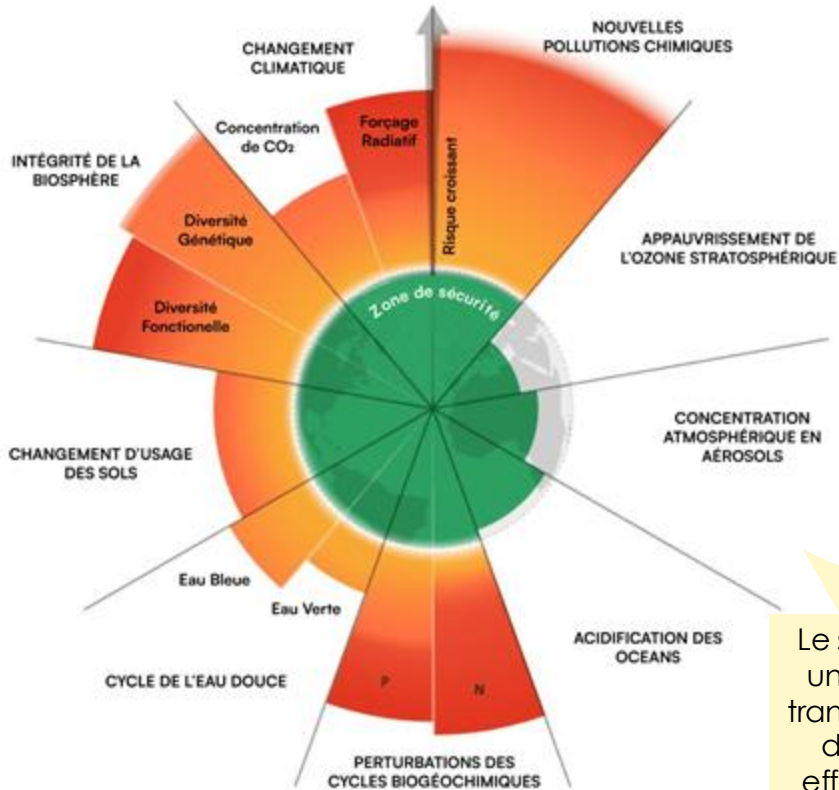 NOUVELLES
POLLUTIONS CHIMIQUES
CHANGEMENT
CLIMATIQUE
Concentration
de CO₂
Forçage
Radiatif
Risque croissant
INTÉGRITÉ DE LA
BIOSPHÈRE
Diversité
Génétique
Diversité
Fonctionelle
APPAUVRISSEMENT DE
L'OZONE STRATOSPHÉRIQUE
Zone de sécurité
CONCENTRATION
ATMOSPHÉRIQUE EN
AÉROSOLS
CHANGEMENT D'USAGE
DES SOLS
Eau Bleue
Eau Verte
ACIDIFICATION DES
OCEANS
CYCLE DE L'EAU DOUCE
P
N
PERTURBATIONS DES
CYCLES BIOGÉOCHIMIQUES
Le
un